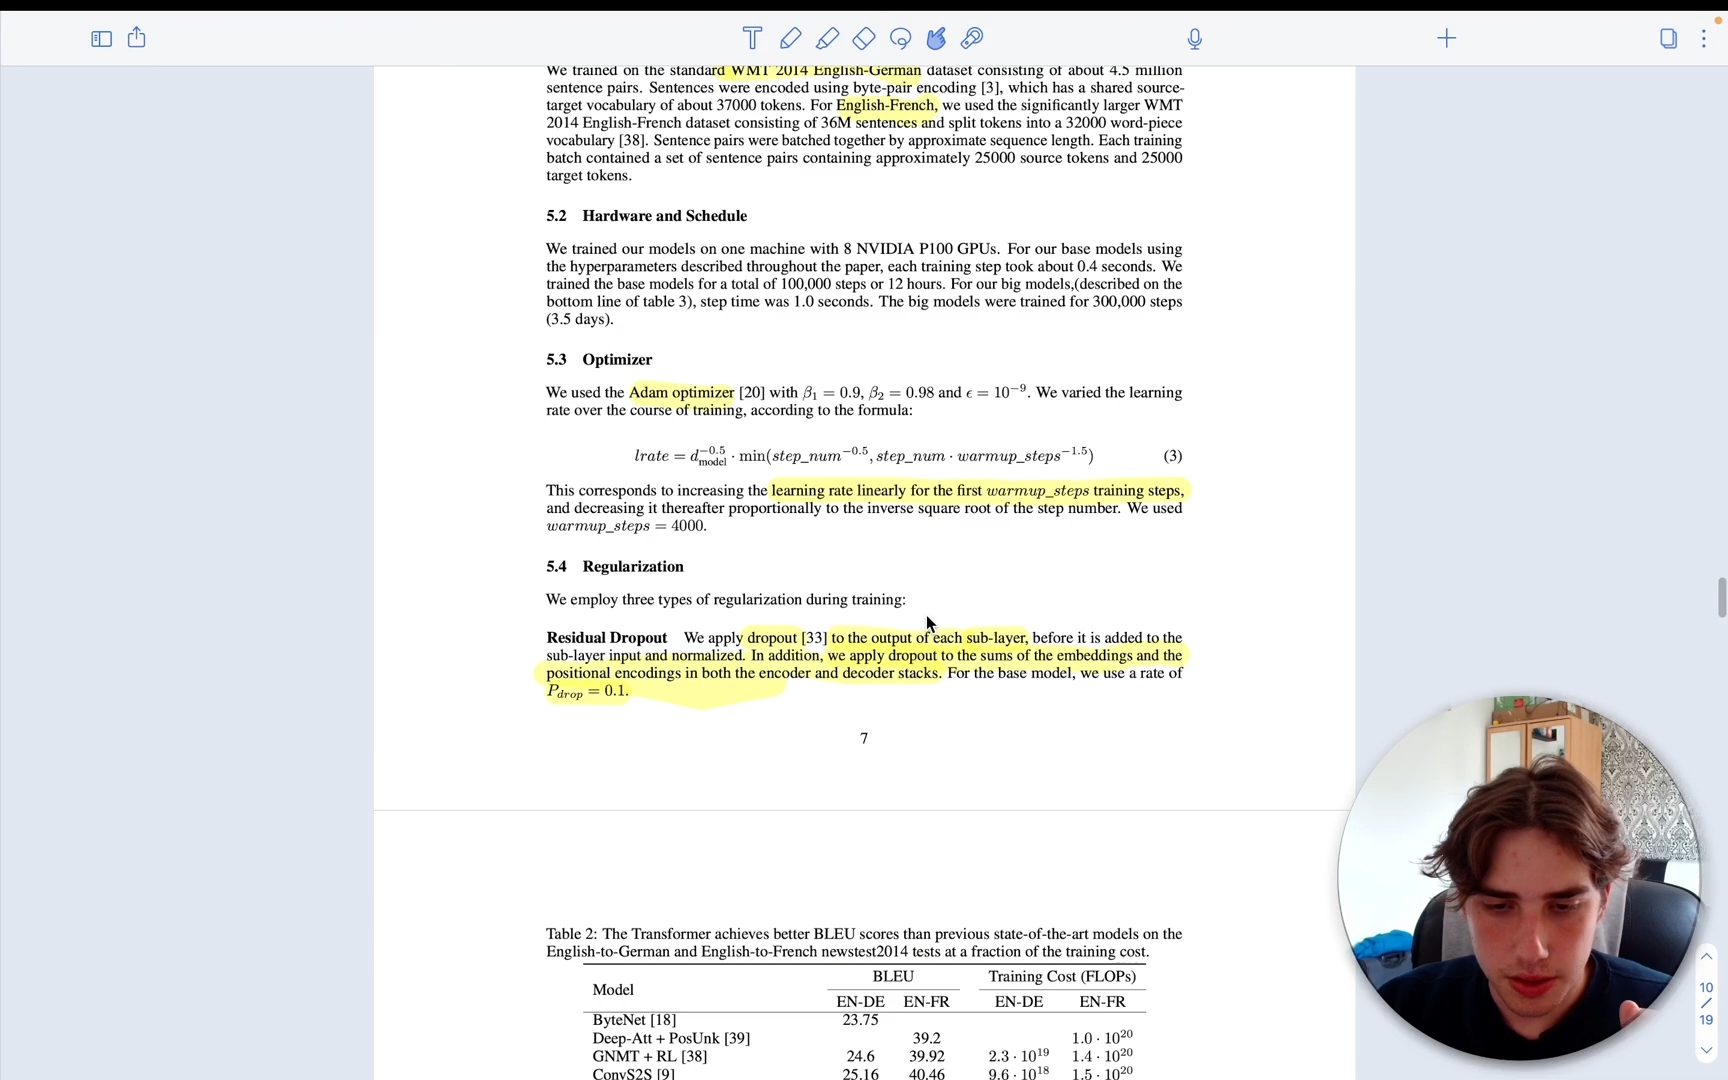 We trained on the standard WMT 2014 English-German dataset consisting of about 4.5 million
sentence pairs. Sentences were encoded using byte-pair encoding [3], which has a shared source-
target vocabulary of about 37000 tokens. For English-French, we used the significantly larger WMT
2014 English-French dataset consisting of 36M sentences and split tokens into a 32000 word-piece
vocabulary [38]. Sentence pairs were batched together by approximate sequence length. Each training
batch contained a set of sentence pairs containing approximately 25000 source tokens and 25000
target tokens.
5.2 Hardware and Schedule
We trained our models on one machine with 8 NVIDIA P100 GPUs. For our base models using
the hyperparameters described throughout the paper, each training step took about 0.4 seconds. We
trained the base models for a total of 100,000 steps or 12 hours. For our big models,(described on the
bottom line of table 3), step time was 1.0 seconds. The big models were trained for 300,000 steps
(3.5 days).
5.3 Optimizer
We used the Adam optimizer [20] with β₁ = 0.9, β₂ = 0.98 and ϵ = 10⁻⁹. We varied the learning
rate over the course of training, according to the formula:
lrate = d_model^−0.5 · min(step_num^−0.5, step_num · warmup_steps^−1.5) (3)
This corresponds to increasing the learning rate linearly for the first warmup_steps training steps,
and decreasing it thereafter proportionally to the inverse square root of the step number. We used
warmup_steps = 4000.
5.4 Regularization
We employ three types of regularization during training:
Residual Dropout We apply dropout [33] to the output of each sub-layer, before it is added to the
sub-layer input and normalized. In addition, we apply dropout to the sums of the embeddings and the
positional encodings in both the encoder and decoder stacks. For the base model, we use a rate of
P_drop = 0.1.
7
Table 2: The Transformer achieves better BLEU scores than previous state-of-the-art models on the
English-to-German and English-to-French newstest2014 tests at a fraction of the training cost.
Model BLEU Training Cost (FLOPs)
EN-DE EN-FR EN-DE EN-FR
ByteNet [18] 23.75
Deep-Att + PosUnk [39] 39.2 1.0 · 10²⁰
GNMT + RL [38] 24.6 39.92 2.3 · 10¹⁹ 1.4 · 10²⁰
ConvS2S [9] 25.16 40.46 9.6 · 10¹⁸ 1.5 · 10²⁰
10
/
19